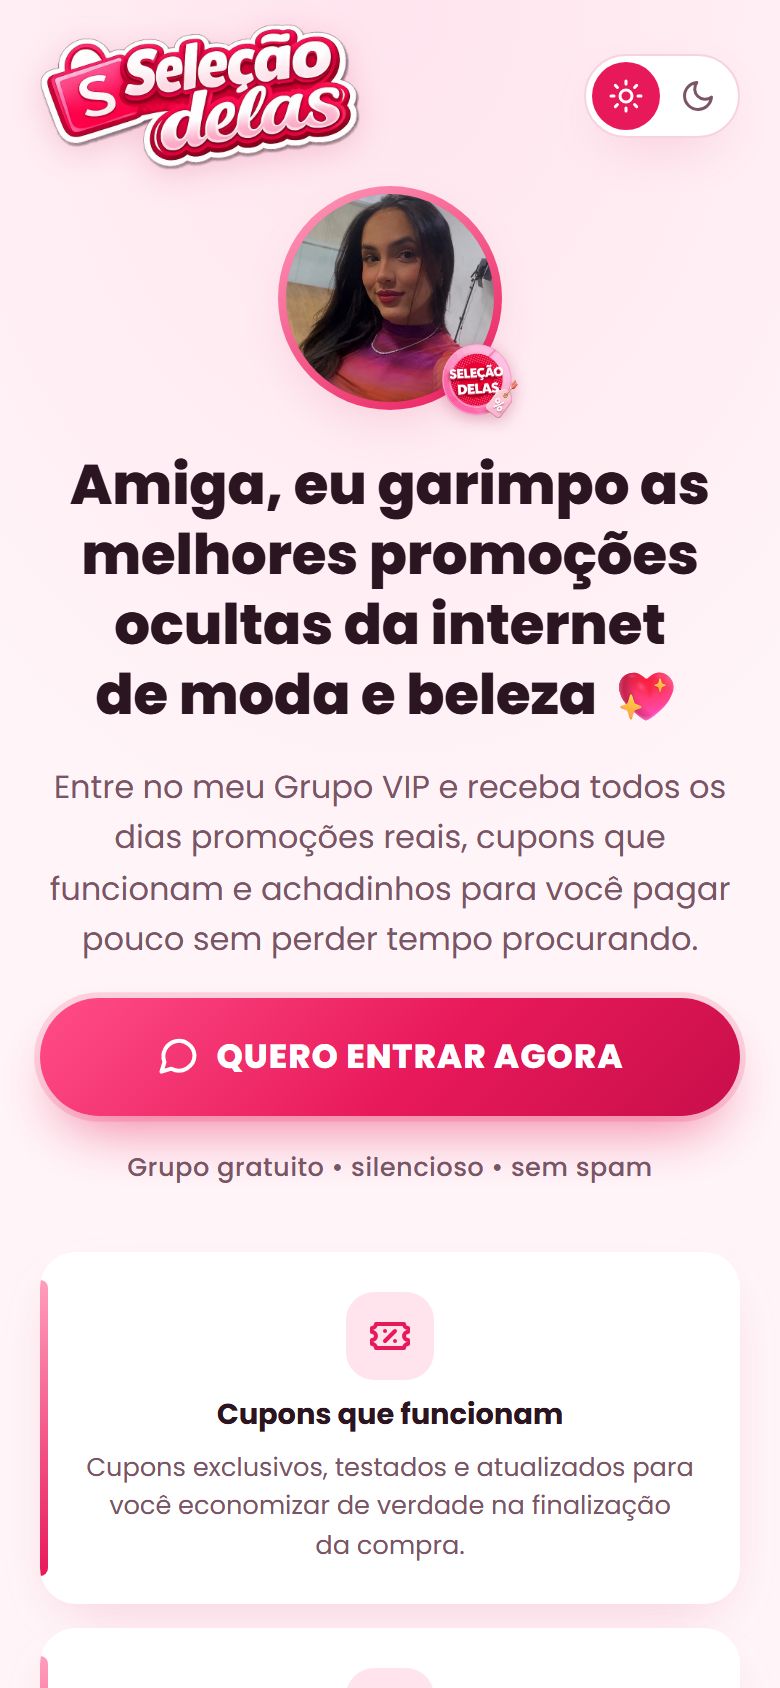 S Seleção
delas
SELEÇÃO
DELAS
%
Amiga, eu garimpo as
melhores promoções
ocultas da internet
de moda e beleza 💖
Entre no meu Grupo VIP e receba todos os
dias promoções reais, cupons que
funcionam e achadinhos para você pagar
pouco sem perder tempo procurando.
QUERO ENTRAR AGORA
Grupo gratuito • silencioso • sem spam
Cupons que funcionam
Cupons exclusivos, testados e atualizados para
você economizar de verdade na finalização
da compra.